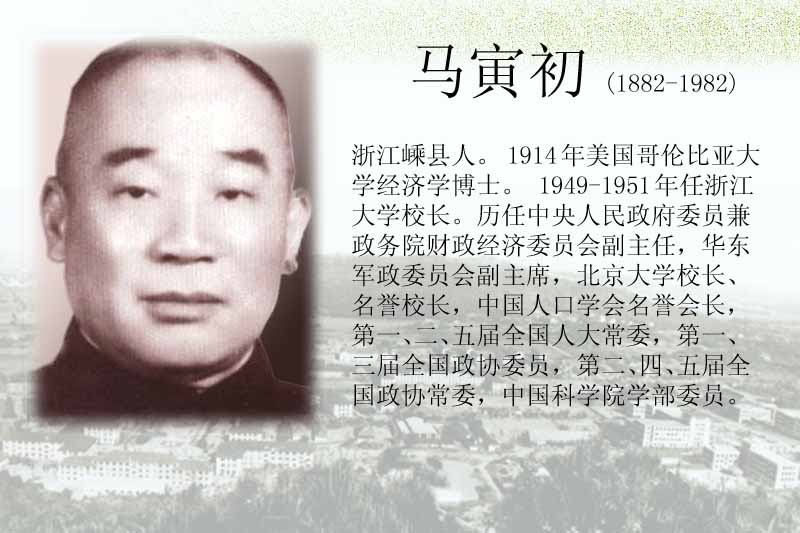 马寅初 (1882-1982)
浙江嵊县人。1914年美国哥伦比亚大
学经济学博士。 1949-1951年任浙江
大学校长。历任中央人民政府委员兼
政务院财政经济委员会副主任，华东
军政委员会副主席，北京大学校长、
名誉校长，中国人口学会名誉会长，
第一、二、五届全国人大常委，第一、
三届全国政协委员，第二、四、五届全
国政协常委，中国科学院学部委员。